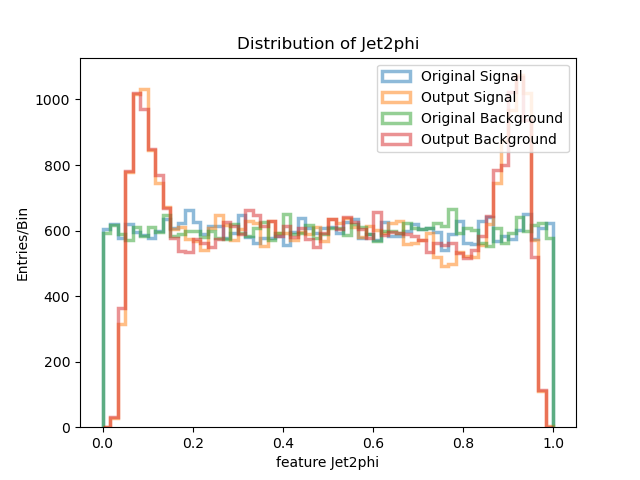 Distribution of Jet2phi
Original Signal
Output Signal
Original Background
Output Background
Entries/Bin
1000
800
600
400
200
0
0.0 0.2 0.4 0.6 0.8 1.0
feature Jet2phi